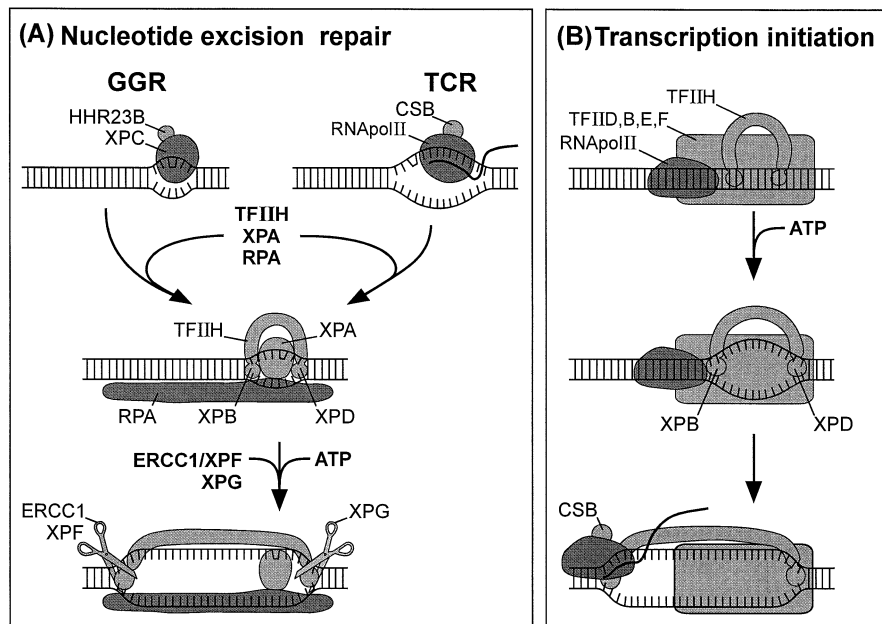 (A) Nucleotide excision repair
GGR
TCR
HHR23B
XPC
CSB
RNApolII
TFIIH
XPA
RPA
TFIIH
XPA
RPA
XPB
XPD
ERCC1/XPF
XPG
ATP
ERCC1
XPF
XPG
(B) Transcription initiation
TFIIH
TFIID,B,E,F
RNApolII
ATP
XPB
XPD
CSB